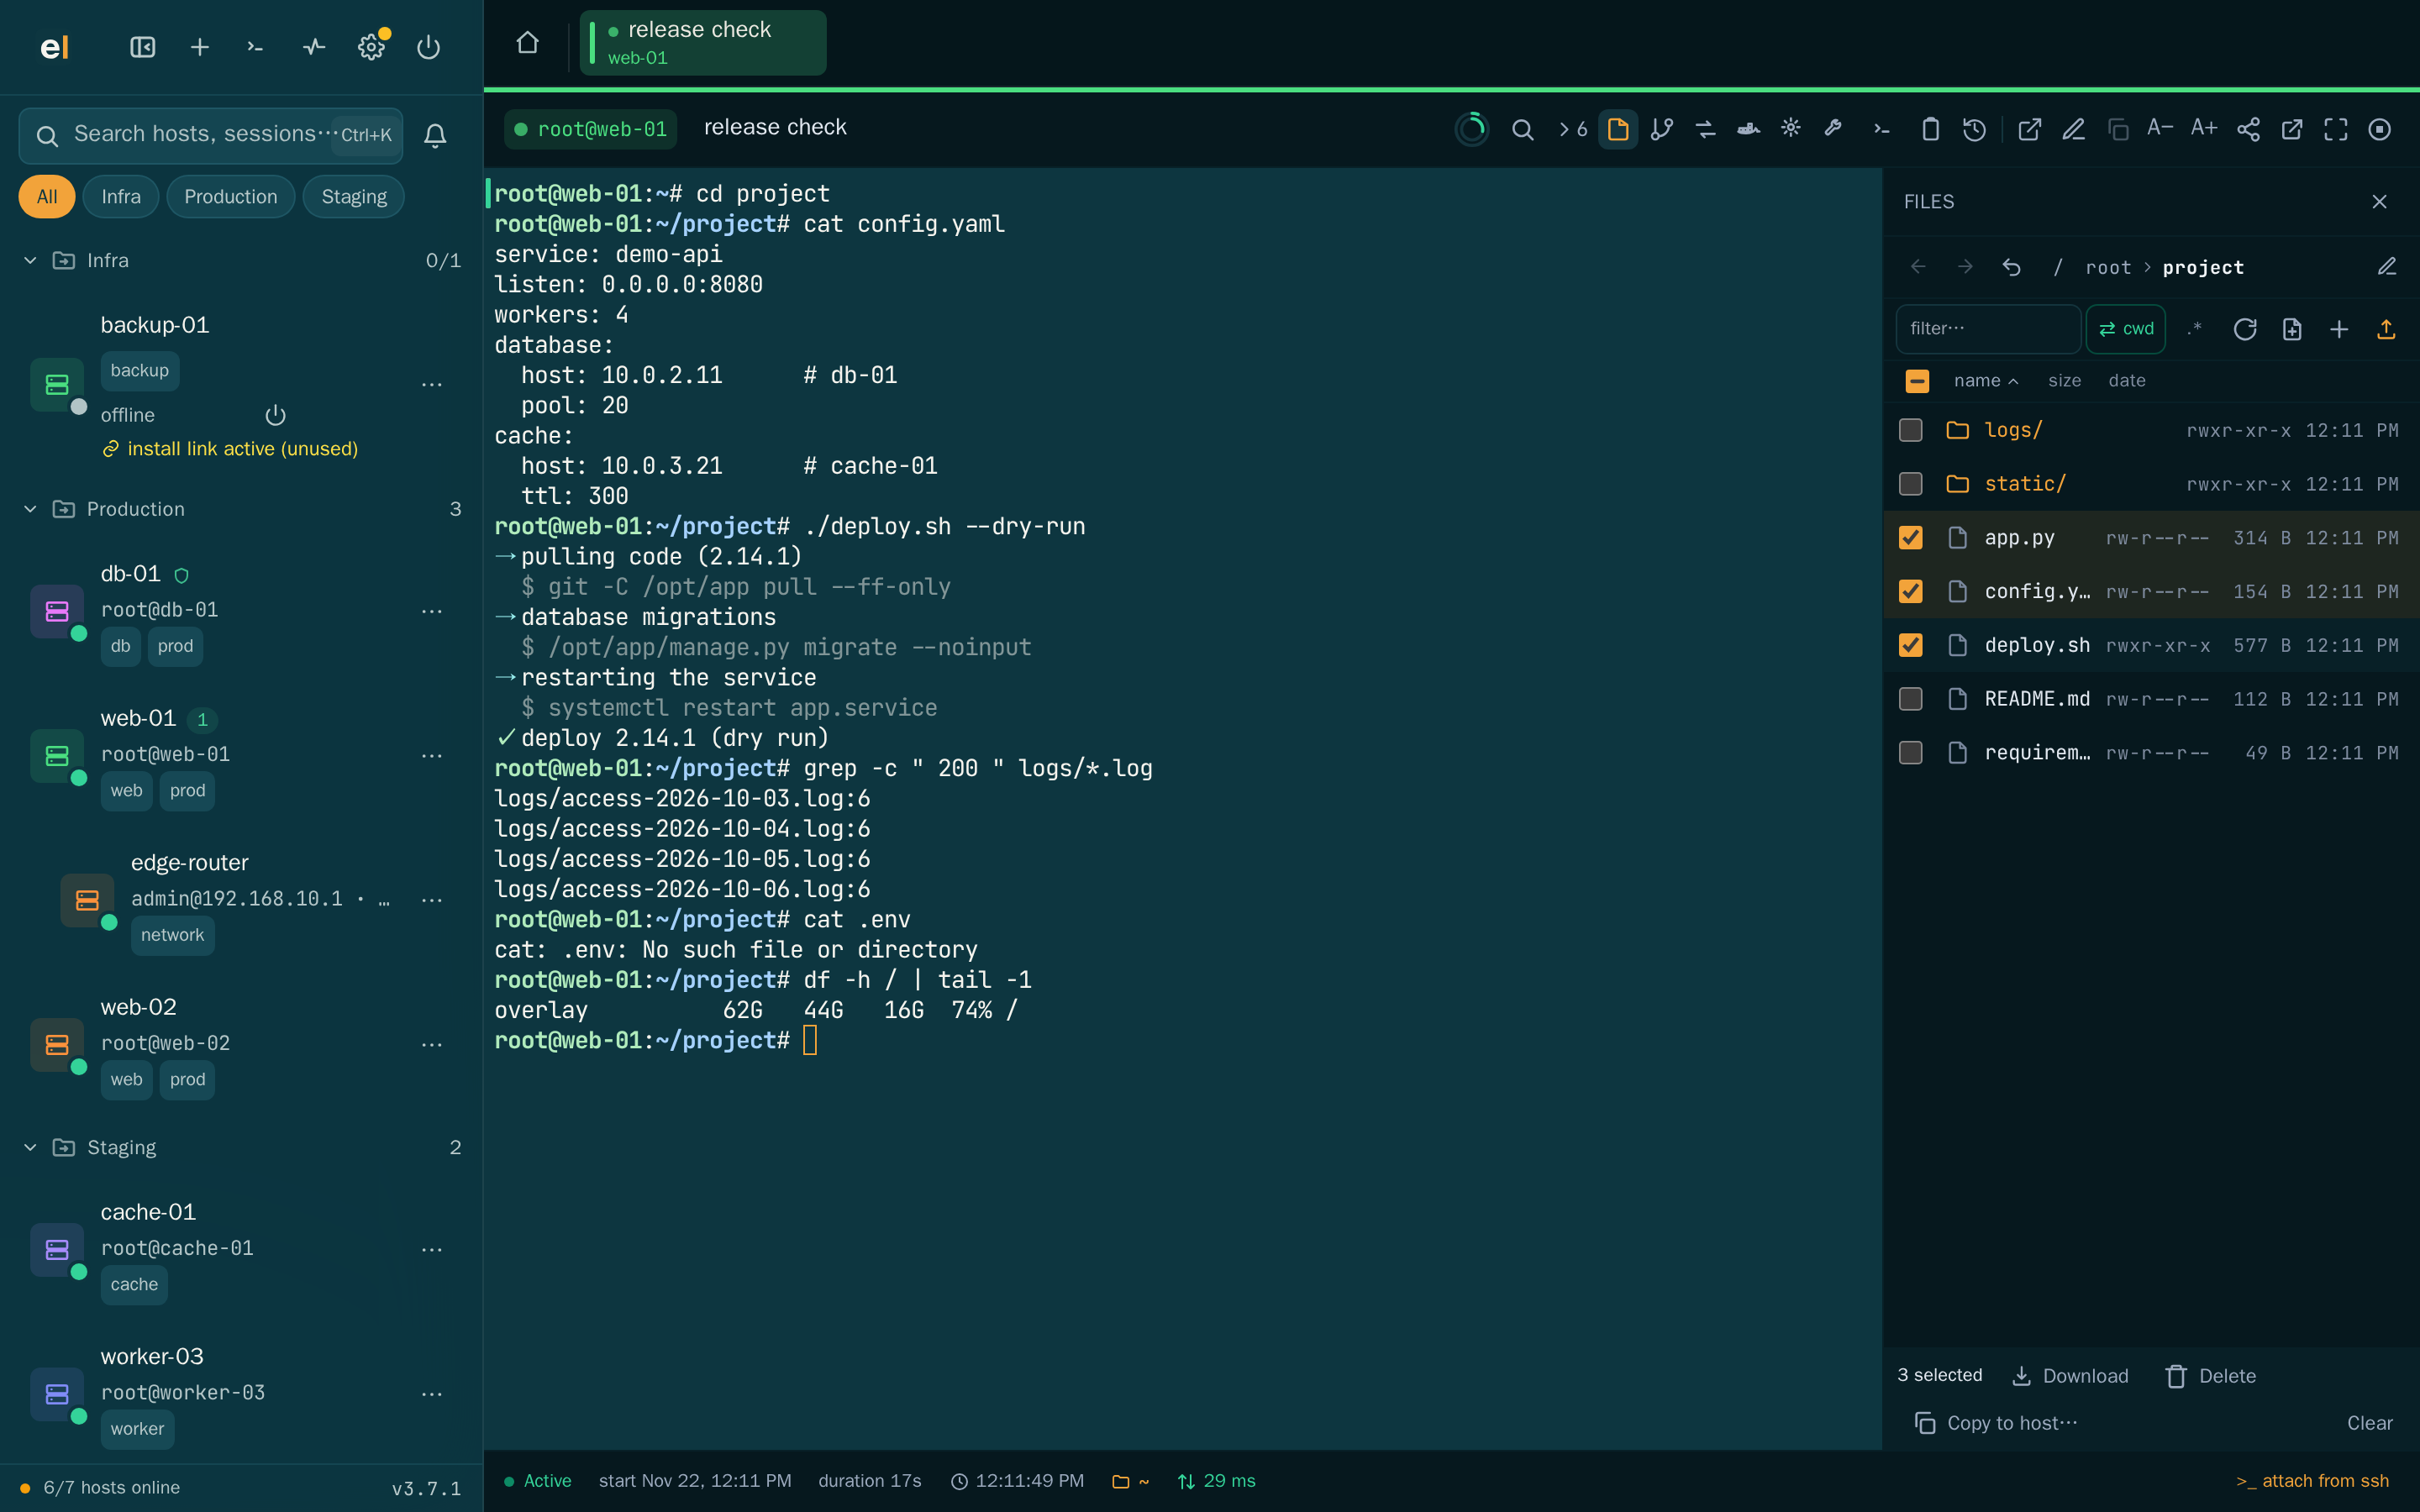 el
Search hosts, sessions… Ctrl+K
All Infra Production Staging
Infra 0/1
backup-01
backup
offline
install link active (unused)
Production 3
db-01
root@db-01
db prod
web-01 1
root@web-01
web prod
edge-router
admin@192.168.10.1 • …
network
web-02
root@web-02
web prod
Staging 2
cache-01
root@cache-01
cache
worker-03
root@worker-03
worker
6/7 hosts online v3.7.1
release check
web-01
root@web-01 release check
6 A− A+
root@web-01:~# cd project
root@web-01:~/project# cat config.yaml
service: demo-api
listen: 0.0.0.0:8080
workers: 4
database:
  host: 10.0.2.11      # db-01
  pool: 20
cache:
  host: 10.0.3.21      # cache-01
  ttl: 300
root@web-01:~/project# ./deploy.sh --dry-run
→ pulling code (2.14.1)
  $ git -C /opt/app pull --ff-only
→ database migrations
  $ /opt/app/manage.py migrate --noinput
→ restarting the service
  $ systemctl restart app.service
✓ deploy 2.14.1 (dry run)
root@web-01:~/project# grep -c " 200 " logs/*.log
logs/access-2026-10-03.log:6
logs/access-2026-10-04.log:6
logs/access-2026-10-05.log:6
logs/access-2026-10-06.log:6
root@web-01:~/project# cat .env
cat: .env: No such file or directory
root@web-01:~/project# df -h / | tail -1
overlay          62G   44G   16G  74% /
root@web-01:~/project#
FILES
/ root > project
filter… cwd .*
name size date
logs/ rwxr-xr-x 12:11 PM
static/ rwxr-xr-x 12:11 PM
app.py rw-r--r-- 314 B 12:11 PM
config.y… rw-r--r-- 154 B 12:11 PM
deploy.sh rwxr-xr-x 577 B 12:11 PM
README.md rw-r--r-- 112 B 12:11 PM
requirem… rw-r--r-- 49 B 12:11 PM
3 selected Download Delete
Copy to host… Clear
Active start Nov 22, 12:11 PM duration 17s 12:11:49 PM ~ 29 ms >_ attach from ssh